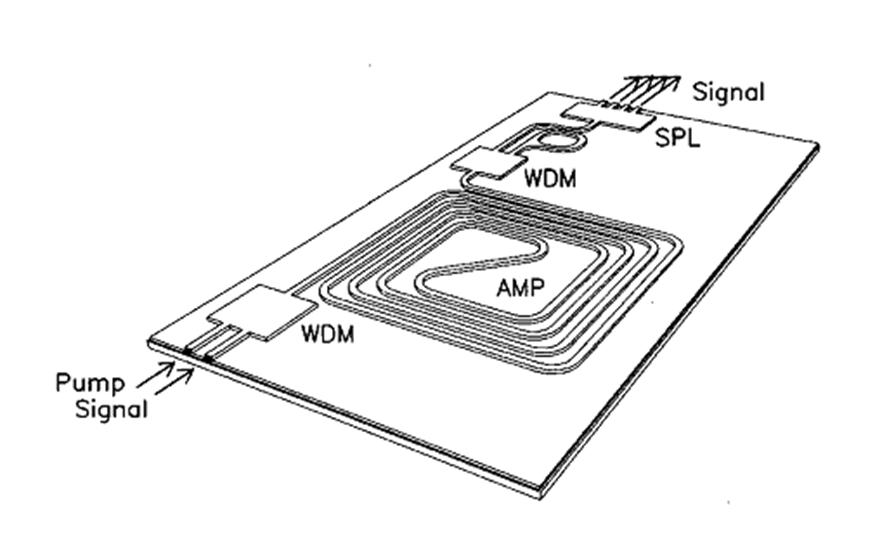 Signal
SPL
WDM
AMP
WDM
Pump
Signal